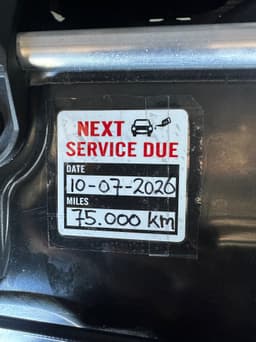 NEXT
SERVICE DUE
DATE
10-07-2026
MILES
75.000 km